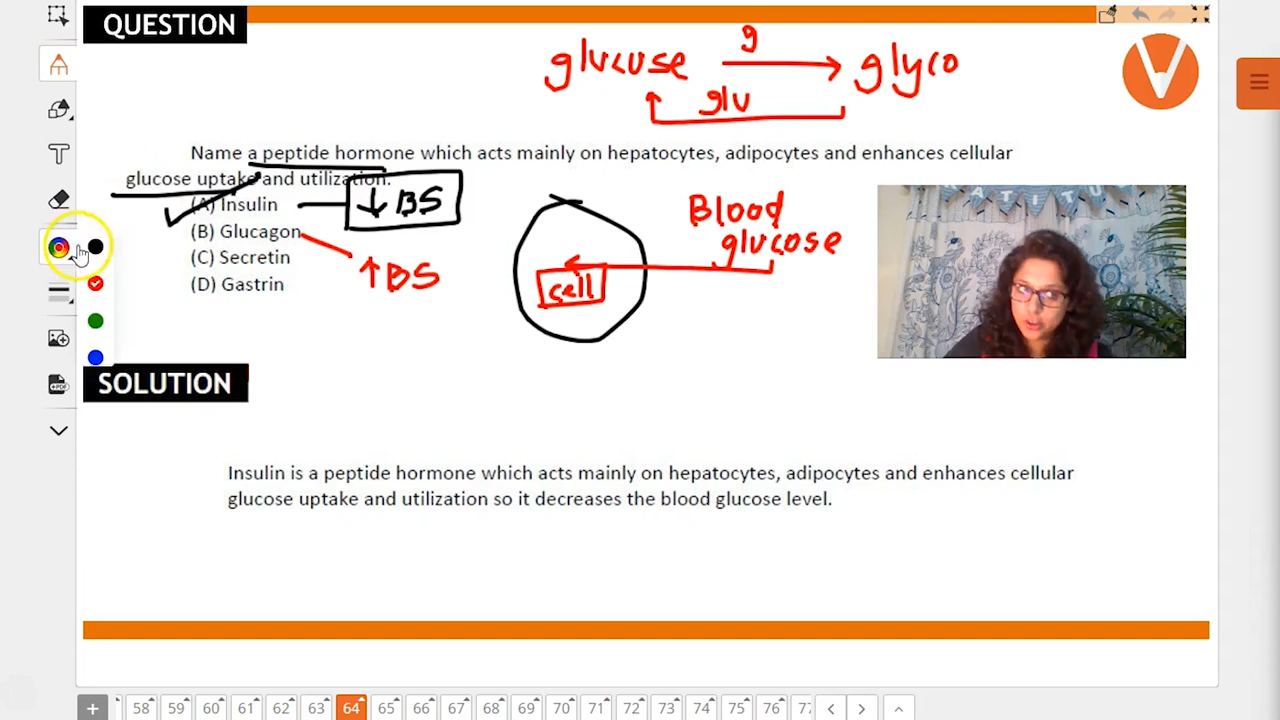 QUESTION
g
glucose glyco
glu
Name a peptide hormone which acts mainly on hepatocytes, adipocytes and enhances cellular
glucose uptake and utilization.
(A) Insulin ↓ BS
(B) Glucagon
(C) Secretin
(D) Gastrin
↑ BS
Blood
glucose
cell
SOLUTION
Insulin is a peptide hormone which acts mainly on hepatocytes, adipocytes and enhances cellular
glucose uptake and utilization so it decreases the blood glucose level.
58 59 60 61 62 63 64 65 66 67 68 69 70 71 72 73 74 75 76 77